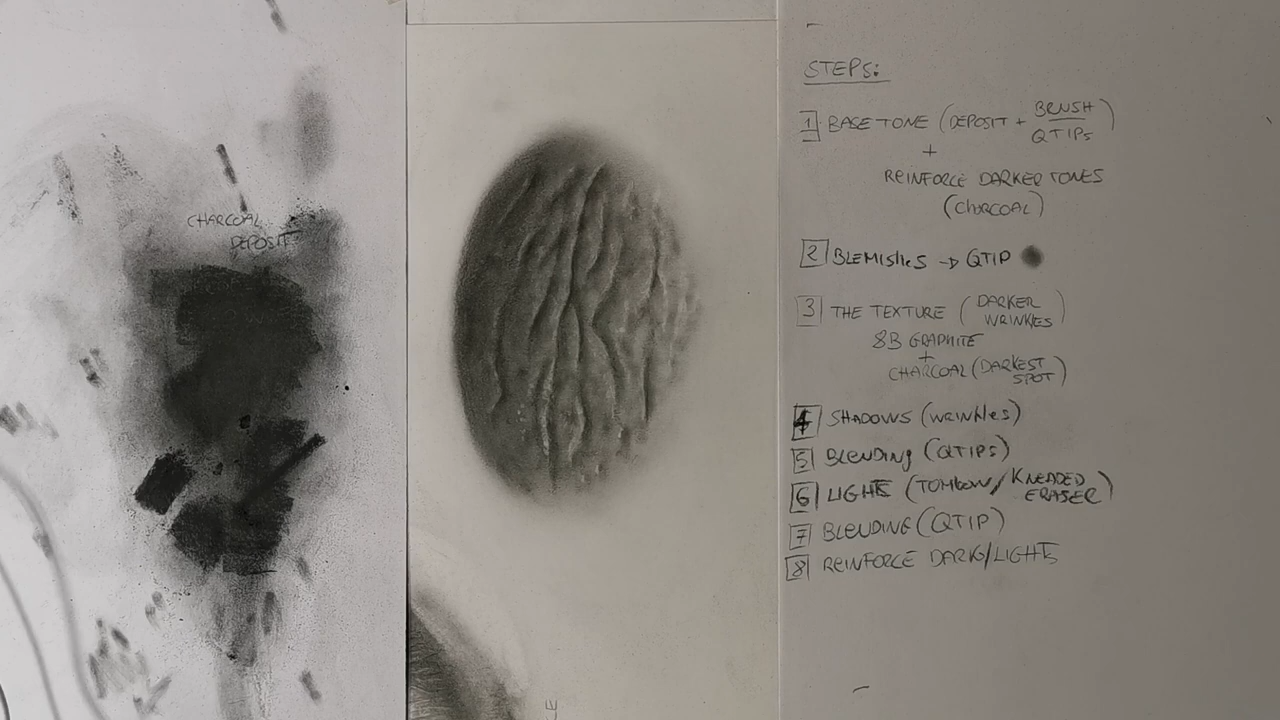 CHARCOAL
DEPOSIT
STEPS:
1 BASE TONE (DEPOSIT + BRUSH
QTIPS)
+
REINFORCE DARKER TONES
(CHARCOAL)
2 BLEMISHES → QTIP
3 THE TEXTURE (DARKER
WRINKLES)
8B GRAPHITE
+
CHARCOAL (DARKEST
SPOT)
4 SHADOWS (WRINKLES)
5 BLENDING (QTIPS)
6 LIGHTS (TOMBOW/KNEADED
ERASER)
7 BLENDING (QTIP)
8 REINFORCE DARK/LIGHTS